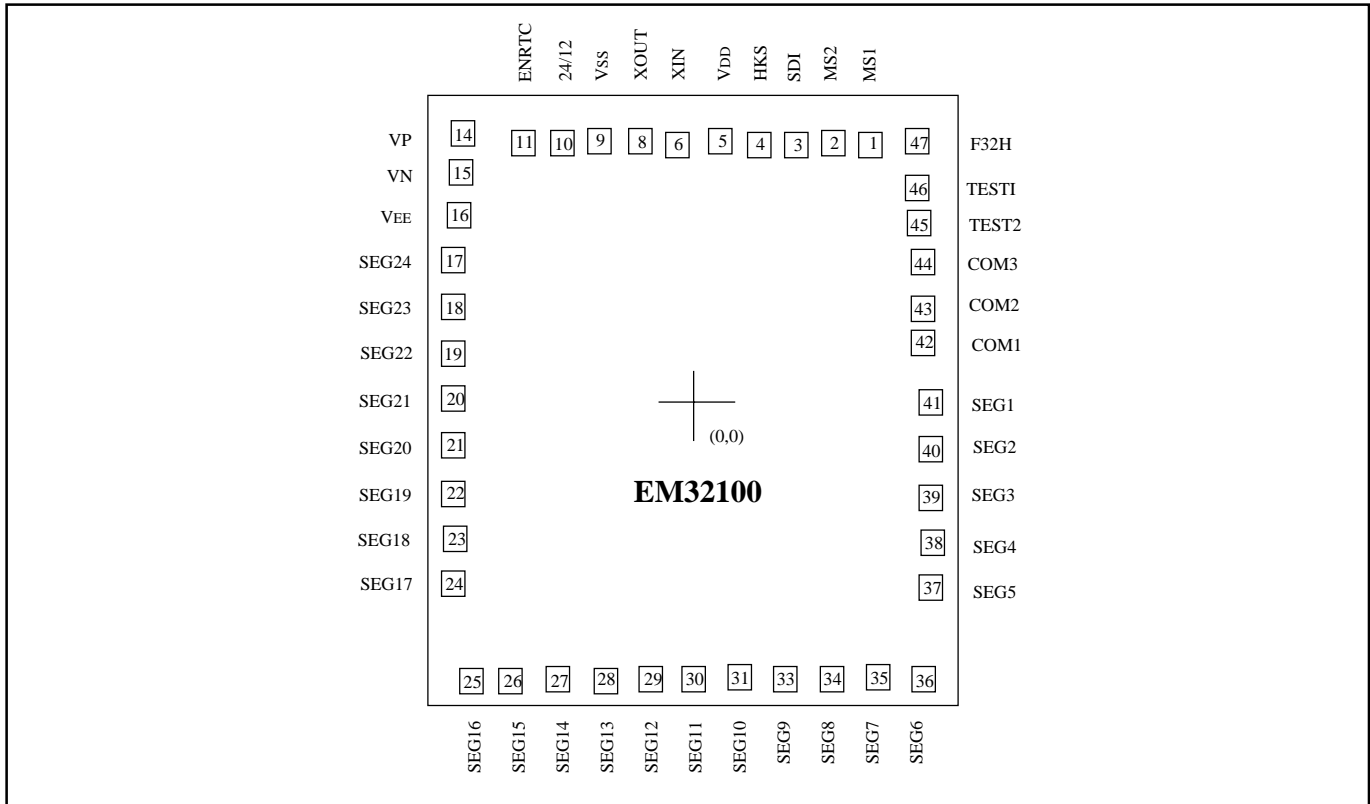 ENRTC 24/12 VSS XOUT XIN VDD HKS SDI MS2 MS1
VP 14 11 10 9 8 6 5 4 3 2 1 47 F32H
VN 15 46 TESTI
VEE 16 45 TEST2
SEG24 17 44 COM3
SEG23 18 43 COM2
SEG22 19 42 COM1
SEG21 20 41 SEG1
(0,0)
SEG20 21 40 SEG2
SEG19 22 EM32100 39 SEG3
SEG18 23 38 SEG4
SEG17 24 37 SEG5
25 26 27 28 29 30 31 33 34 35 36
SEG16 SEG15 SEG14 SEG13 SEG12 SEG11 SEG10 SEG9 SEG8 SEG7 SEG6